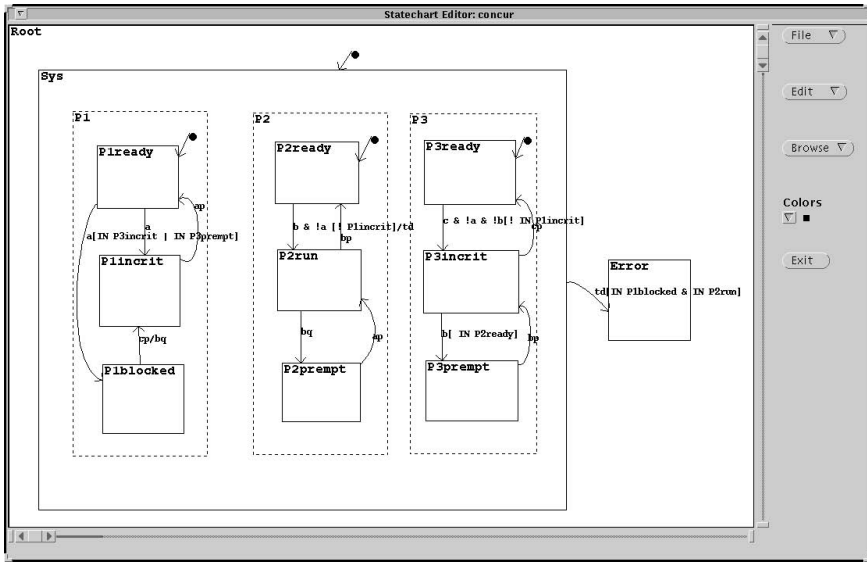 Statechart Editor: concur
Root
File
Sys
Edit
P1
P2
P3
P1ready
P2ready
P3ready
Browse
ap
Colors
a
a[IN P3incrit | IN P3prempt]
b & !a [! P1incrit]/td
bp
c & !a & !b[! IN P1incrit]
cp
P1incrit
P2run
P3incrit
Error
Exit
td[IN P1blocked & IN P2run]
cp/bq
bq
ap
b[ IN P2ready]
bp
P1blocked
P2prempt
P3prempt